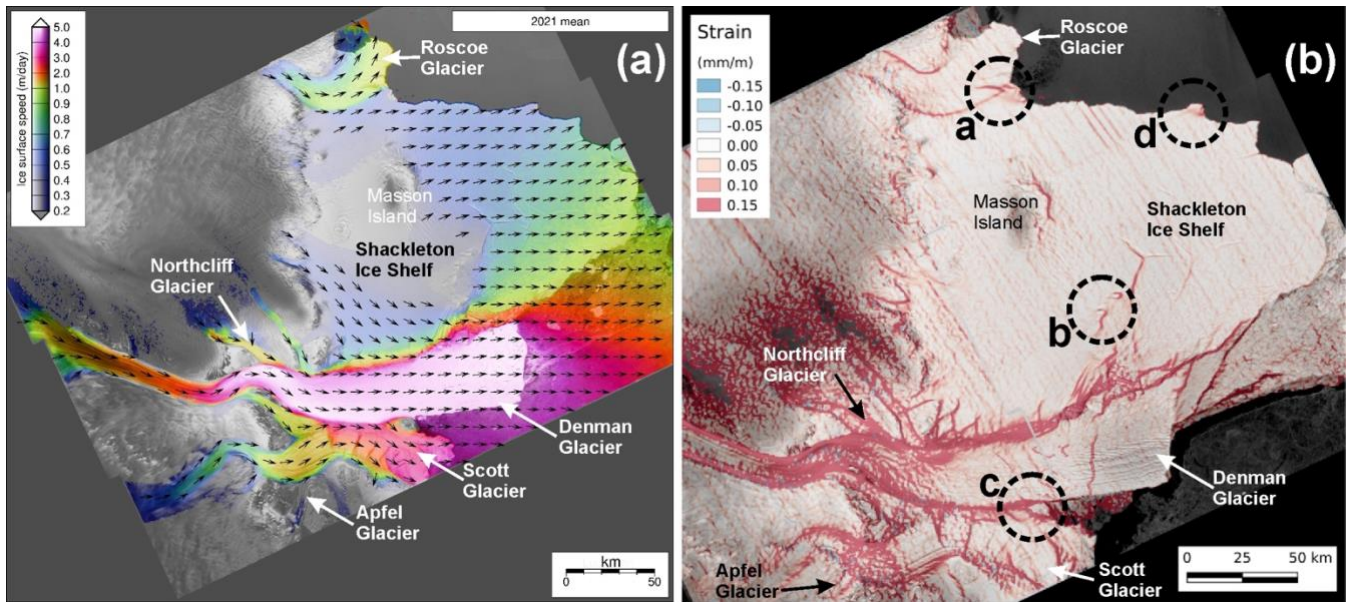 2021 mean
(a)
Ice surface speed (m/day)
5.0
4.0
3.0
2.0
1.0
0.9
0.8
0.7
0.6
0.5
0.4
0.3
0.2
Roscoe
Glacier
Masson
Island
Shackleton
Ice Shelf
Northcliff
Glacier
Denman
Glacier
Scott
Glacier
Apfel
Glacier
km
0
50
(b)
Strain
(mm/m)
-0.15
-0.10
-0.05
0.00
0.05
0.10
0.15
Roscoe
Glacier
a
d
Masson
Island
Shackleton
Ice Shelf
b
Northcliff
Glacier
c
Denman
Glacier
Apfel
Glacier
Scott
Glacier
0 25 50 km